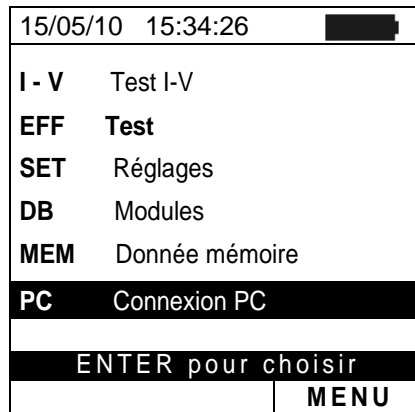 15/05/10 15:34:26
I - V Test I-V
EFF Test
SET Réglages
DB Modules
MEM Donnée mémoire
PC Connexion PC
ENTER pour choisir
MENU